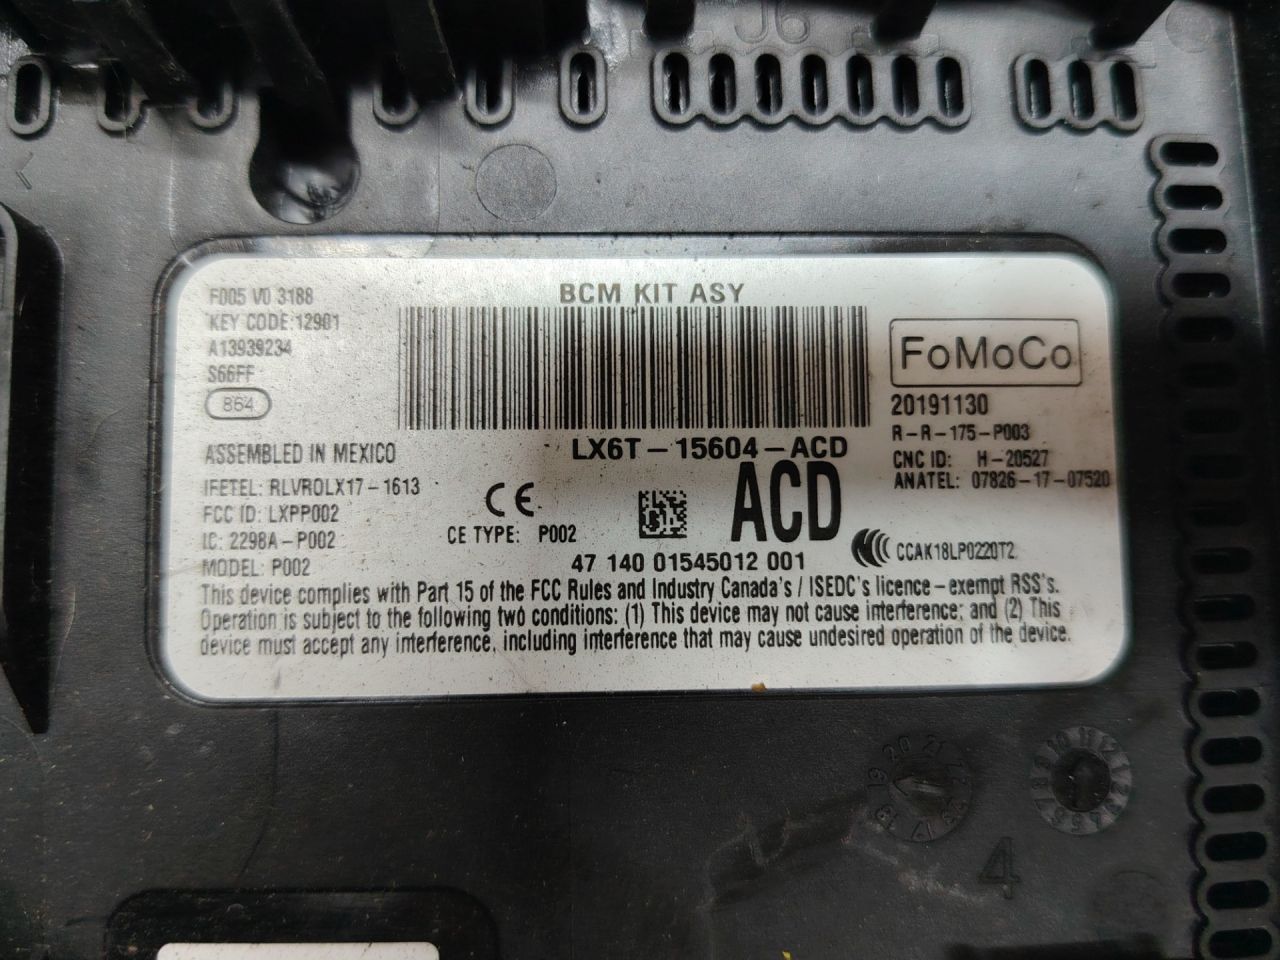 J6
F005 V0 3188
KEY CODE:12901
A13939234
S66FF
864
BCM KIT ASY
FoMoCo
20191130
LX6T-15604-ACD
ACD
R-R-175-P003
CNC ID: H-20527
ANATEL: 07826-17-07520
ASSEMBLED IN MEXICO
IFETEL: RLVROLX17-1613
FCC ID: LXPP002
IC: 2298A-P002
MODEL: P002
CE
CE TYPE: P002
47 140 01545012 001
CCAK18LP0220T2
This device complies with Part 15 of the FCC Rules and Industry Canada's / ISEDC's licence-exempt RSS's.
Operation is subject to the following two conditions: (1) This device may not cause interference; and (2) This
device must accept any interference, including interference that may cause undesired operation of the device.
4